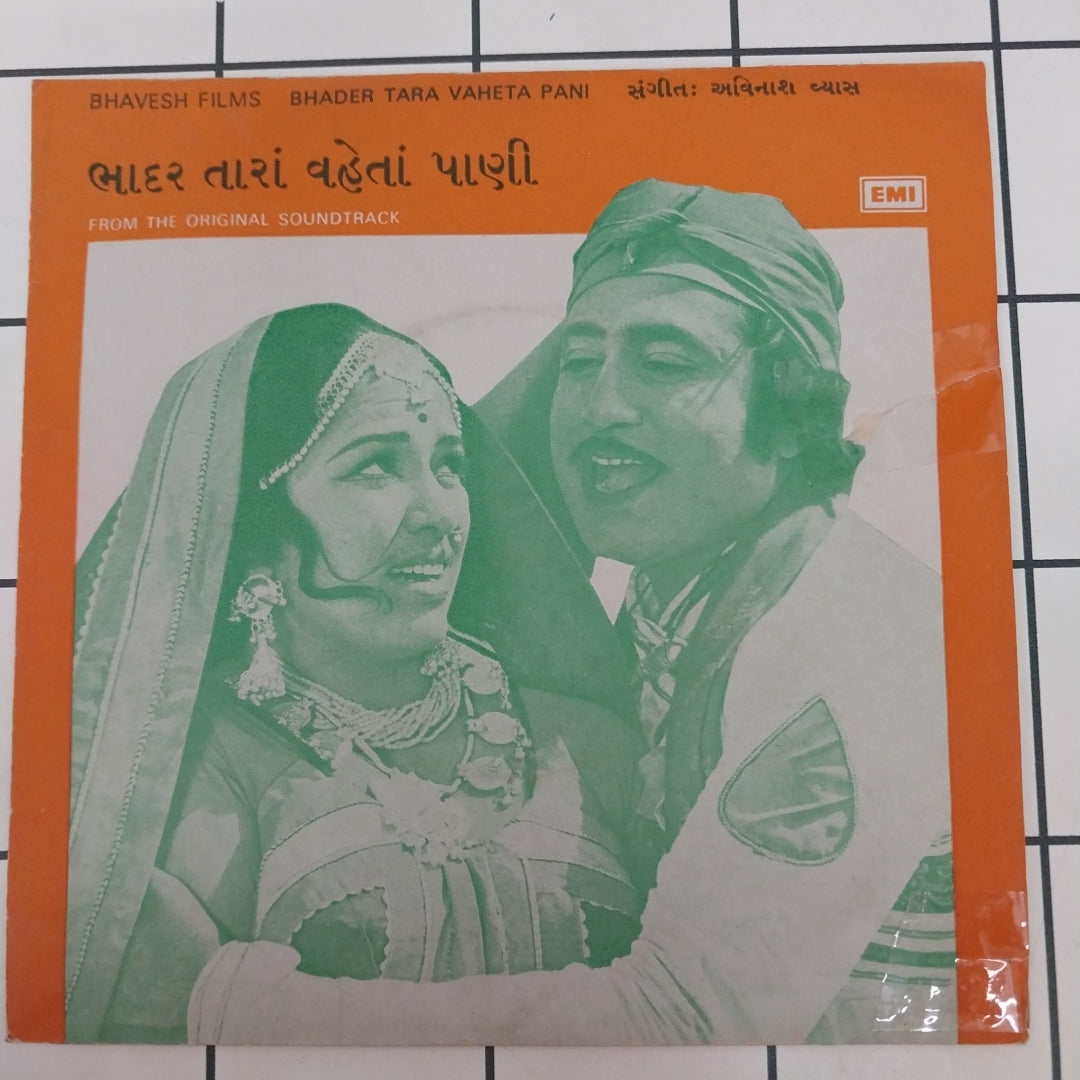 BHAVESH FILMS BHADER TARA VAHETA PANI સંગીતઃ અવિનાશ વ્યાસ
ભાદર તારાં વહેતાં પાણી
EMI
FROM THE ORIGINAL SOUNDTRACK